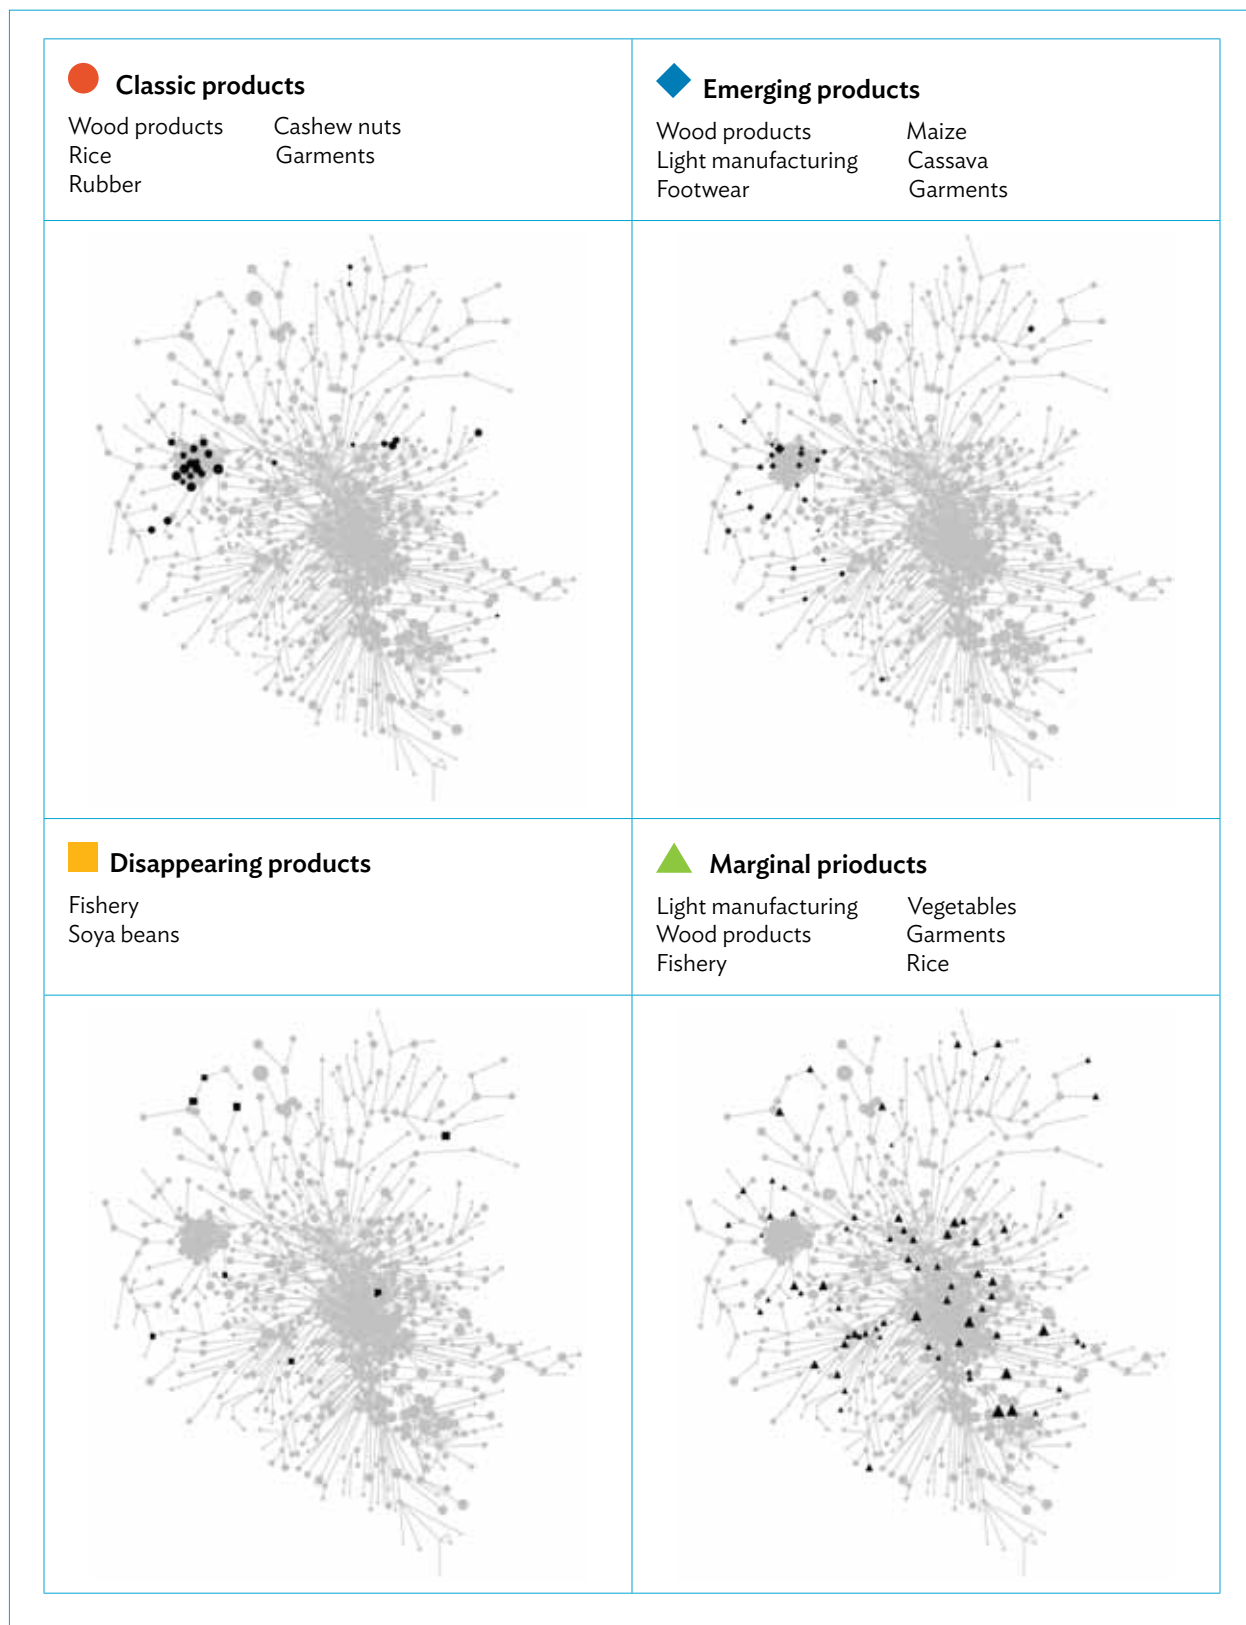 Classic products
Wood products Cashew nuts
Rice Garments
Rubber
Emerging products
Wood products Maize
Light manufacturing Cassava
Footwear Garments
Disappearing products
Fishery
Soya beans
Marginal prioducts
Light manufacturing Vegetables
Wood products Garments
Fishery Rice